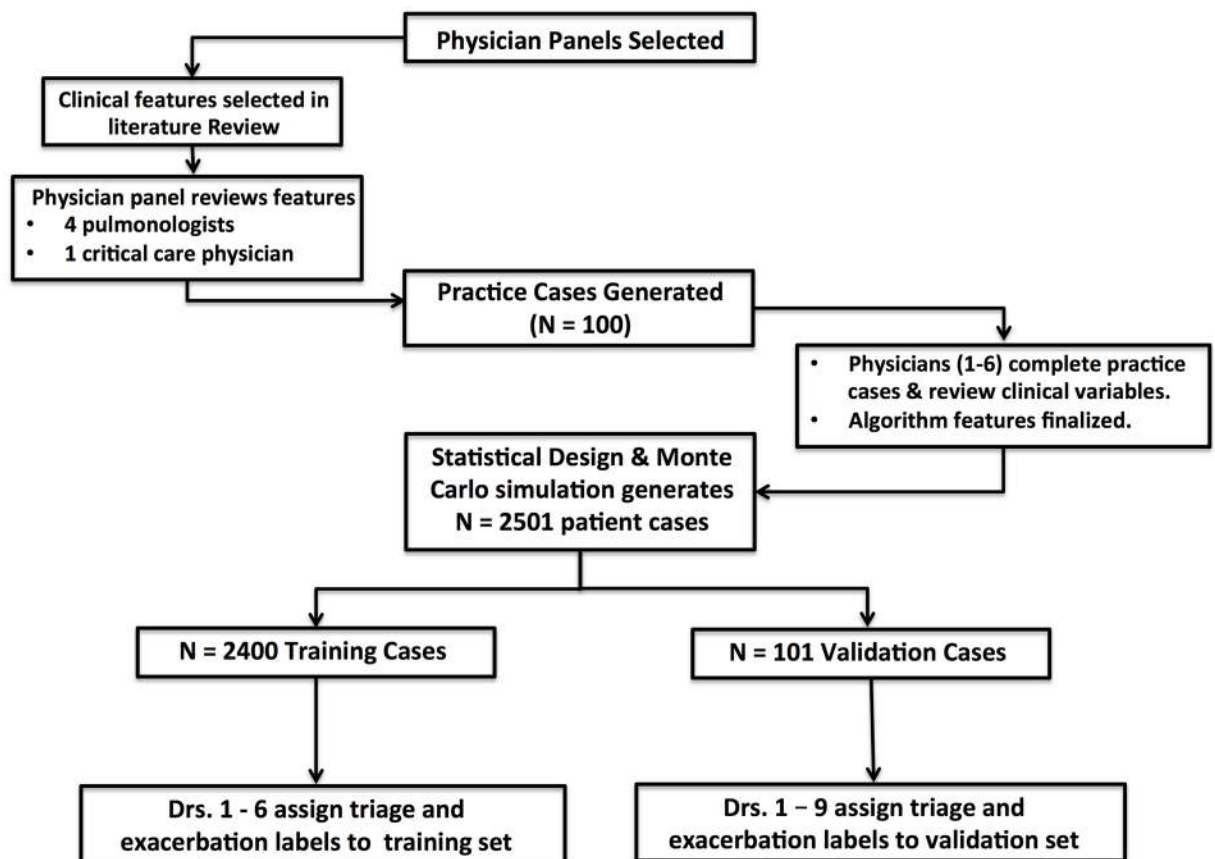 Physician Panels Selected
Clinical features selected in
literature Review
Physician panel reviews features
• 4 pulmonologists
• 1 critical care physician
Practice Cases Generated
(N = 100)
• Physicians (1-6) complete practice
cases & review clinical variables.
• Algorithm features finalized.
Statistical Design & Monte
Carlo simulation generates
N = 2501 patient cases
N = 2400 Training Cases
N = 101 Validation Cases
Drs. 1 - 6 assign triage and
exacerbation labels to training set
Drs. 1 – 9 assign triage and
exacerbation labels to validation set